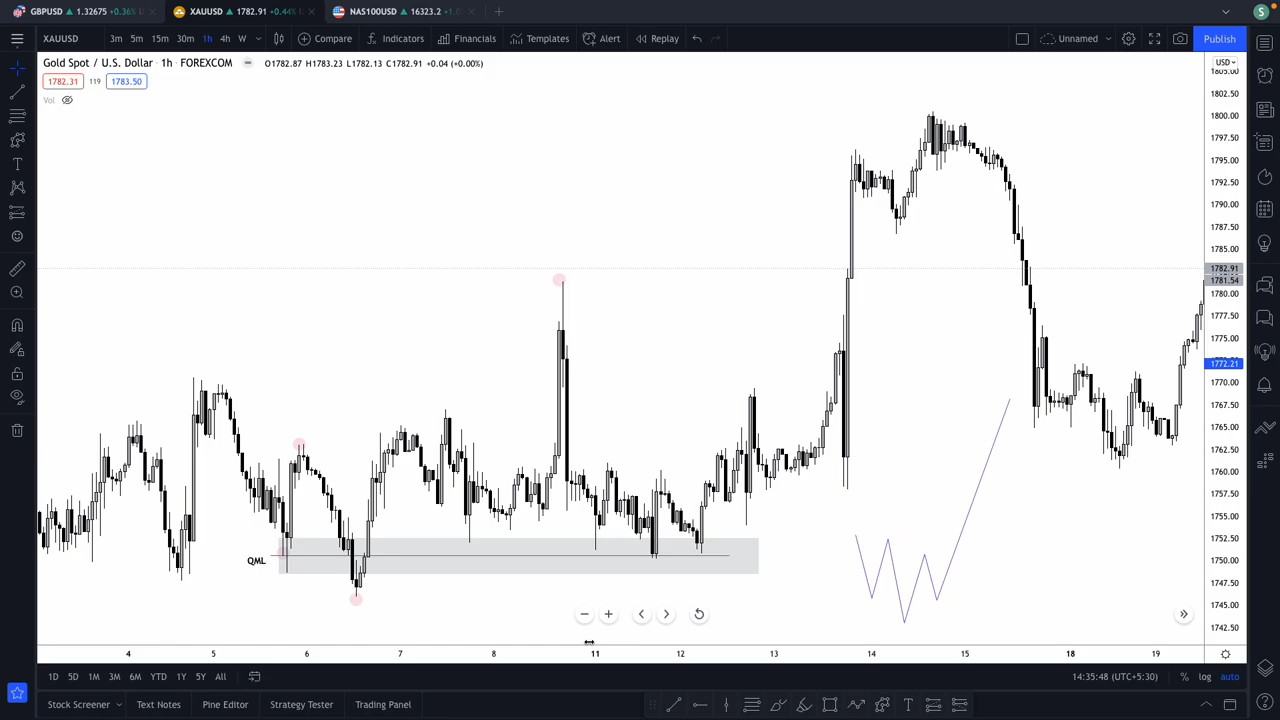 GBPUSD 1.32675 +0.36% XAUUSD 1782.91 +0.44% NAS100USD 16323.2
XAUUSD 3m 5m 15m 30m 1h 4h W Compare Indicators Financials Templates Alert Replay Unnamed Publish
Gold Spot / U.S. Dollar · 1h · FOREXCOM O1782.87 H1783.23 L1782.13 C1782.91 +0.04 (+0.00%) USD
1782.31 119 1783.50
Vol
1805.00
1802.50
1800.00
1797.50
1795.00
1792.50
1790.00
1787.50
1785.00
1782.91
1781.54
1780.00
1777.50
1775.00
1772.21
1770.00
1767.50
1765.00
1762.50
1760.00
1757.50
1755.00
1752.50
1750.00
1747.50
1745.00
1742.50
QML
4 5 6 7 8 11 12 13 14 15 18 19
1D 5D 1M 3M 6M YTD 1Y 5Y All 14:35:48 (UTC+5:30) % log auto
Stock Screener Text Notes Pine Editor Strategy Tester Trading Panel
S